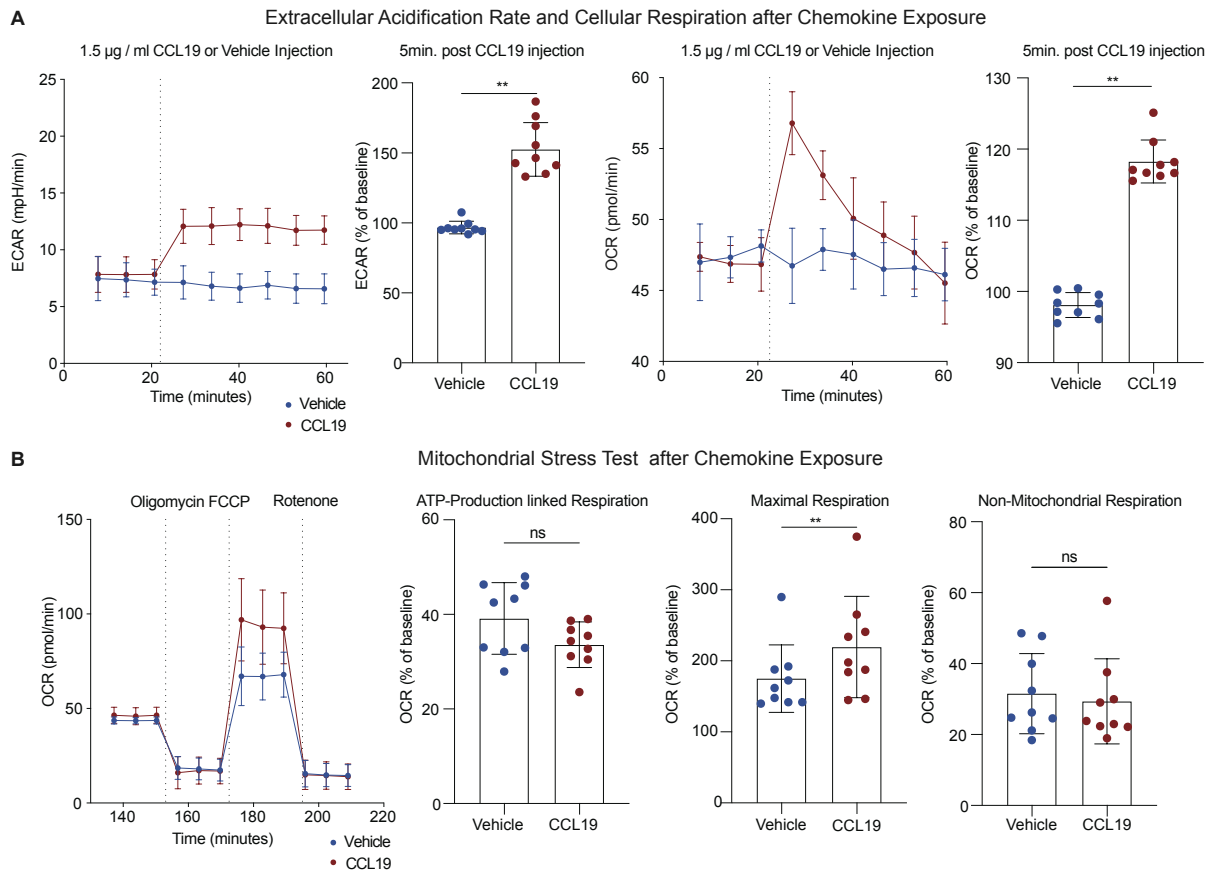 A
Extracellular Acidification Rate and Cellular Respiration after Chemokine Exposure
1.5 µg / ml CCL19 or Vehicle Injection
ECAR (mpH/min)
25
20
15
10
5
0
0
20
40
60
Time (minutes)
Vehicle
CCL19
5min. post CCL19 injection
ECAR (% of baseline)
200
150
100
50
0
**
Vehicle
CCL19
1.5 µg / ml CCL19 or Vehicle Injection
OCR (pmol/min)
60
55
50
45
40
0
20
40
60
Time (minutes)
5min. post CCL19 injection
OCR (% of baseline)
130
120
110
100
90
**
Vehicle
CCL19
B
Mitochondrial Stress Test after Chemokine Exposure
Oligomycin FCCP Rotenone
OCR (pmol/min)
150
100
50
0
140
160
180
200
220
Time (minutes)
Vehicle
CCL19
ATP-Production linked Respiration
OCR (% of baseline)
60
40
20
0
ns
Vehicle
CCL19
Maximal Respiration
OCR (% of baseline)
400
300
200
100
0
**
Vehicle
CCL19
Non-Mitochondrial Respiration
OCR (% of baseline)
80
60
40
20
0
ns
Vehicle
CCL19